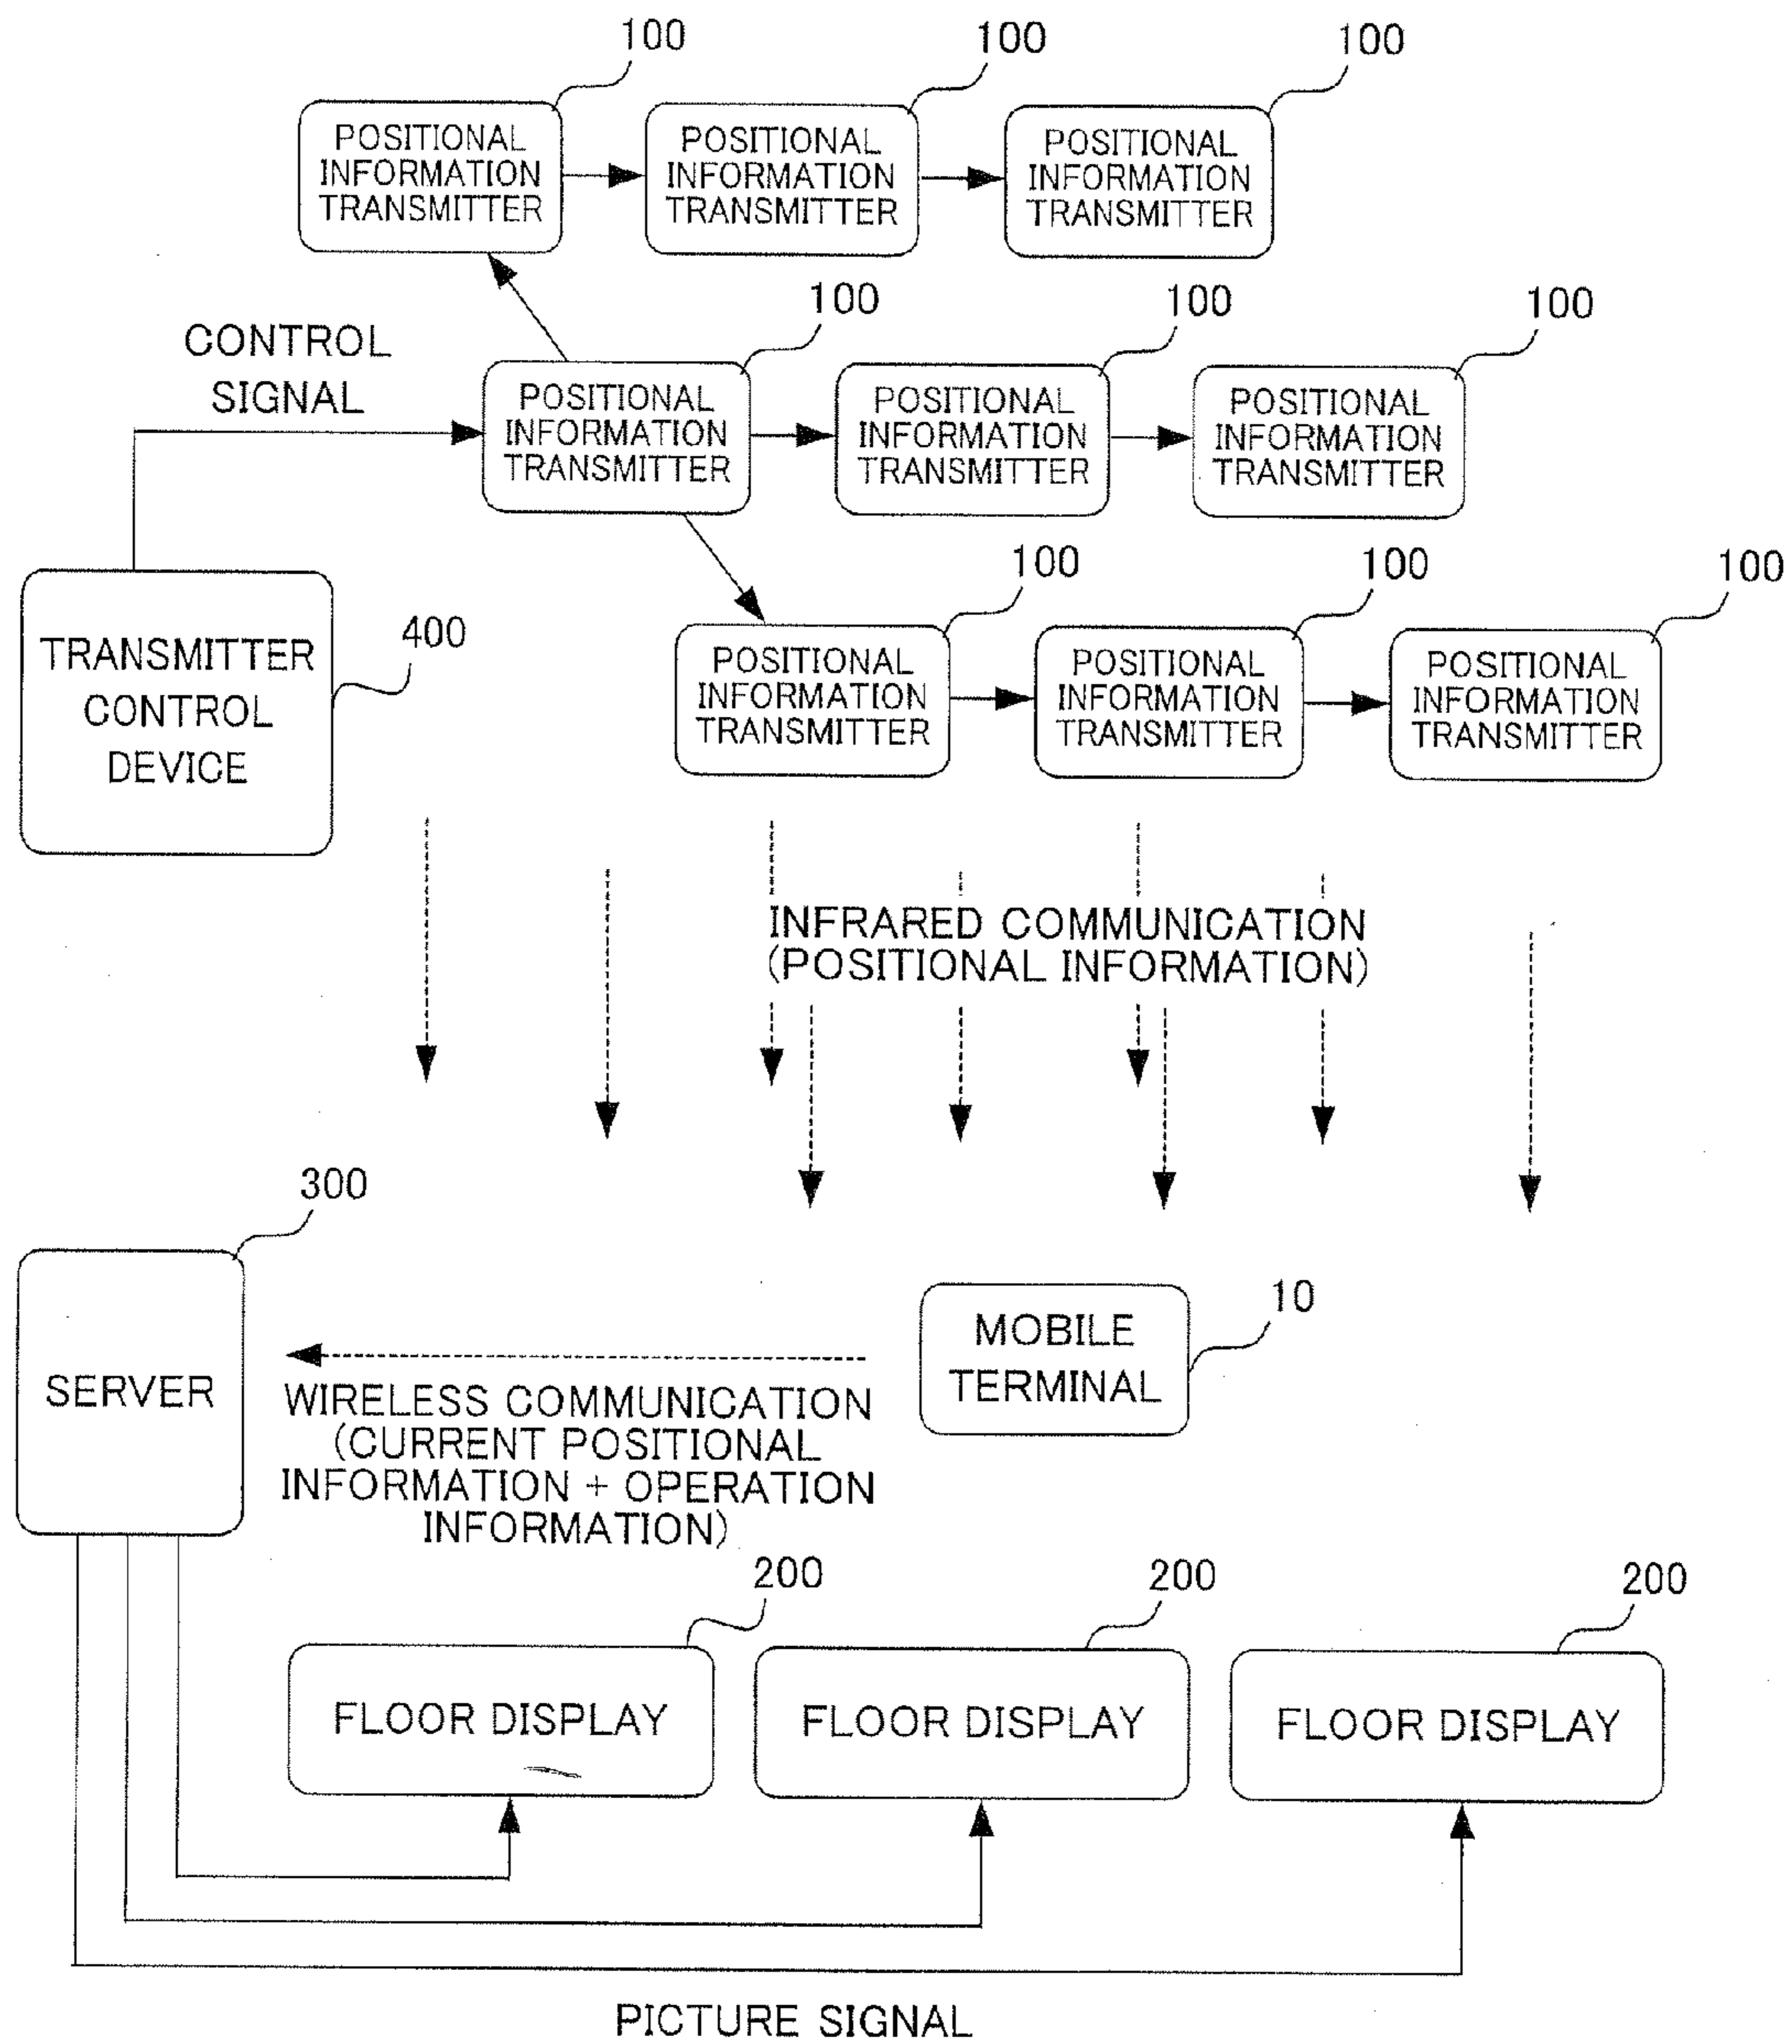 100 100 100
POSITIONAL POSITIONAL POSITIONAL
INFORMATION INFORMATION INFORMATION
TRANSMITTER TRANSMITTER TRANSMITTER
100 100 100
CONTROL
SIGNAL
POSITIONAL POSITIONAL POSITIONAL
INFORMATION INFORMATION INFORMATION
TRANSMITTER TRANSMITTER TRANSMITTER
100 100 100
POSITIONAL POSITIONAL POSITIONAL
INFORMATION INFORMATION INFORMATION
TRANSMITTER TRANSMITTER TRANSMITTER
400
TRANSMITTER
CONTROL
DEVICE
INFRARED COMMUNICATION
(POSITIONAL INFORMATION)
300
SERVER
10
MOBILE
TERMINAL
WIRELESS COMMUNICATION
(CURRENT POSITIONAL
INFORMATION + OPERATION
INFORMATION)
200 200 200
FLOOR DISPLAY FLOOR DISPLAY FLOOR DISPLAY
PICTURE SIGNAL